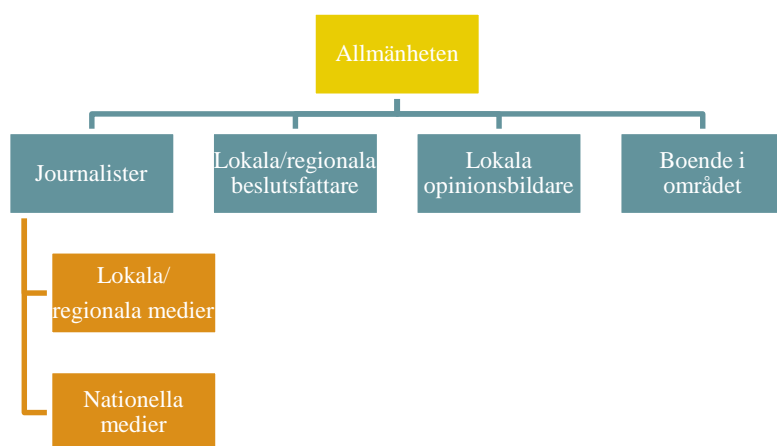 Allmänheten
Journalister
Lokala/regionala
beslutsfattare
Lokala
opinionsbildare
Boende i
området
Lokala/
regionala medier
Nationella
medier